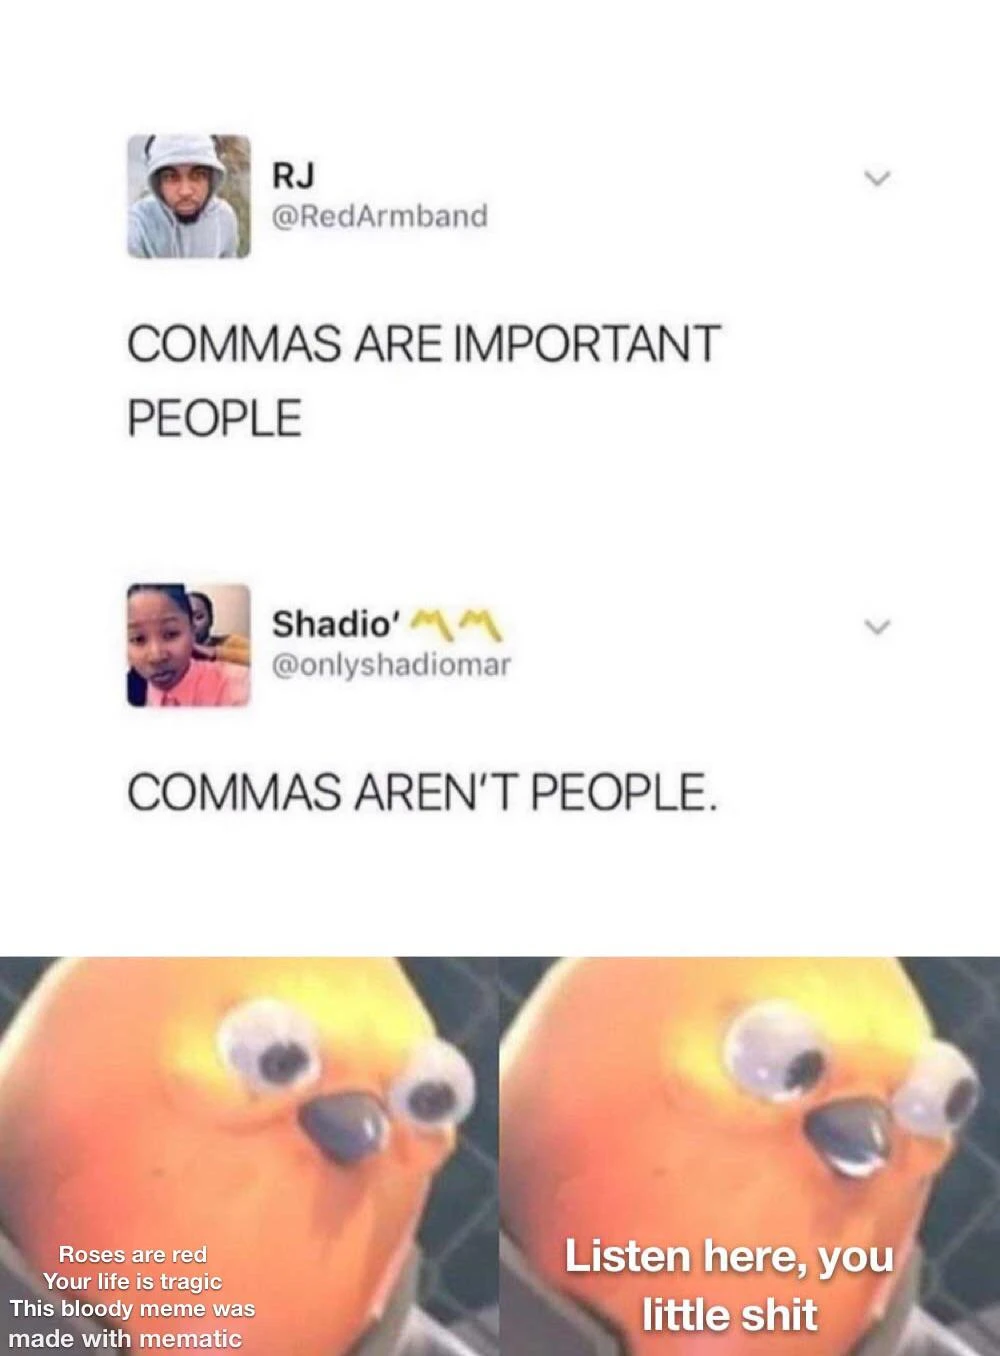 RJ
@RedArmband
COMMAS ARE IMPORTANT
PEOPLE
Shadio'
@onlyshadiomar
COMMAS AREN'T PEOPLE.
Roses are red
Your life is tragic
This bloody meme was
made with mematic
Listen here, you
little shit